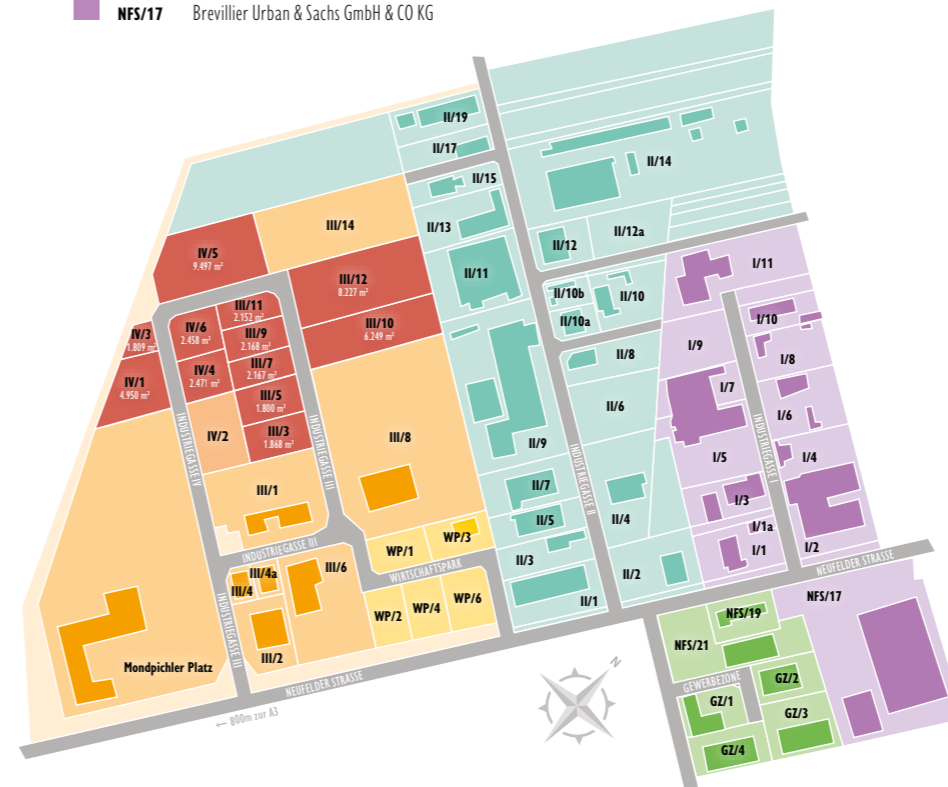 NFS/17 Brevillier Urban & Sachs GmbH & CO KG
II/19
II/17
II/15
II/14
II/13
II/12
II/12a
II/11
III/14
IV/5
9.497 m²
III/12
8.227 m²
III/10
6.249 m²
III/11
2.152 m²
IV/6
2.458 m²
III/9
2.168 m²
IV/3
1.809 m²
III/7
2.167 m²
IV/4
2.471 m²
IV/1
4.950 m²
III/5
1.800 m²
III/3
1.868 m²
IV/2
III/8
III/1
INDUSTRIEGASSE IV
INDUSTRIEGASSE III
II/10b
II/10
II/10a
II/8
II/6
II/9
II/7
II/5
II/4
II/3
II/2
II/1
INDUSTRIEGASSE II
I/11
I/10
I/9
I/8
I/7
I/6
I/5
I/4
I/3
I/1a
I/1
I/2
INDUSTRIEGASSE I
NEUFELDER STRASSE
INDUSTRIEGASSE III
WP/1
WP/3
WIRTSCHAFTSPARK
WP/2
WP/4
WP/6
III/4a
III/4
III/6
III/2
INDUSTRIEGASSE III
Mondpichler Platz
NEUFELDER STRASSE
← 800m zur A3
N
NFS/17
NFS/19
NFS/21
GEWERBEZONE
GZ/2
GZ/1
GZ/3
GZ/4